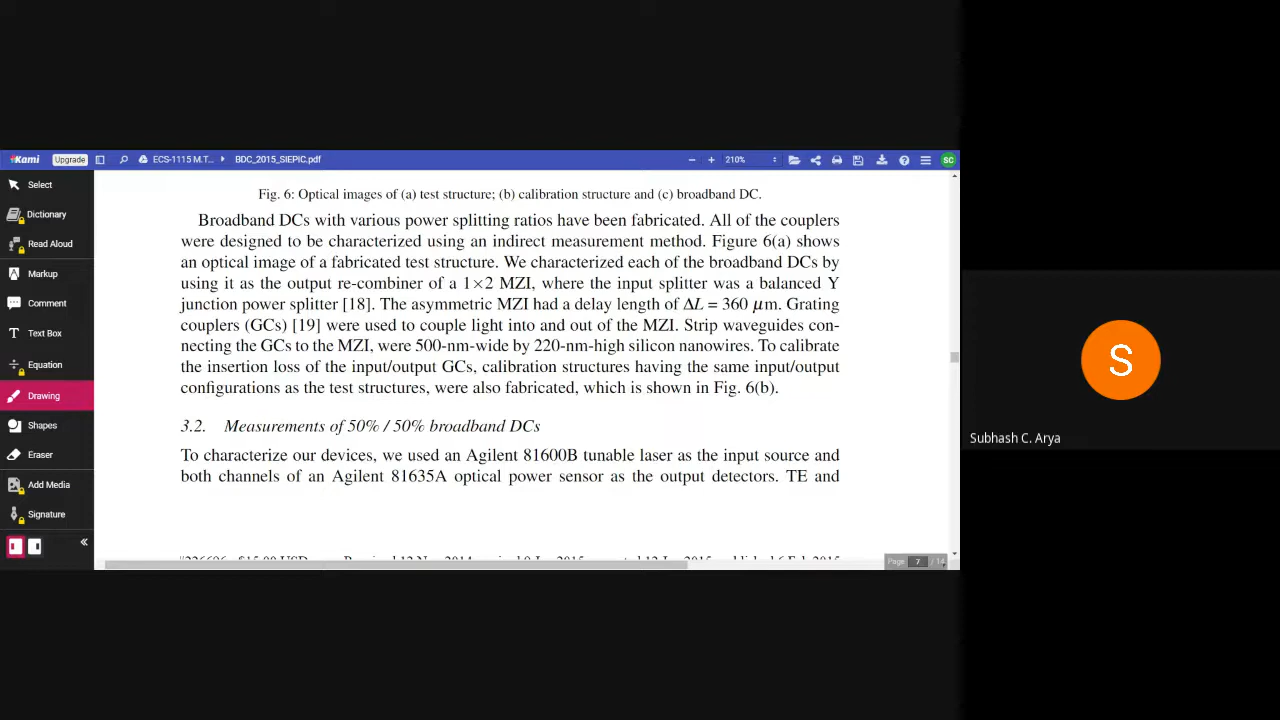 Kami
Upgrade
ECS-1115 M.T...
BDC_2015_SIEPIC.pdf
210%
SC
Select
Dictionary
Read Aloud
Markup
Comment
Text Box
Equation
Drawing
Shapes
Eraser
Add Media
Signature
Fig. 6: Optical images of (a) test structure; (b) calibration structure and (c) broadband DC.
Broadband DCs with various power splitting ratios have been fabricated. All of the couplers
were designed to be characterized using an indirect measurement method. Figure 6(a) shows
an optical image of a fabricated test structure. We characterized each of the broadband DCs by
using it as the output re-combiner of a 1×2 MZI, where the input splitter was a balanced Y
junction power splitter [18]. The asymmetric MZI had a delay length of ΔL = 360 μm. Grating
couplers (GCs) [19] were used to couple light into and out of the MZI. Strip waveguides con-
necting the GCs to the MZI, were 500-nm-wide by 220-nm-high silicon nanowires. To calibrate
the insertion loss of the input/output GCs, calibration structures having the same input/output
configurations as the test structures, were also fabricated, which is shown in Fig. 6(b).
3.2. Measurements of 50% / 50% broadband DCs
To characterize our devices, we used an Agilent 81600B tunable laser as the input source and
both channels of an Agilent 81635A optical power sensor as the output detectors. TE and
Page 7 / 14
S
Subhash C. Arya